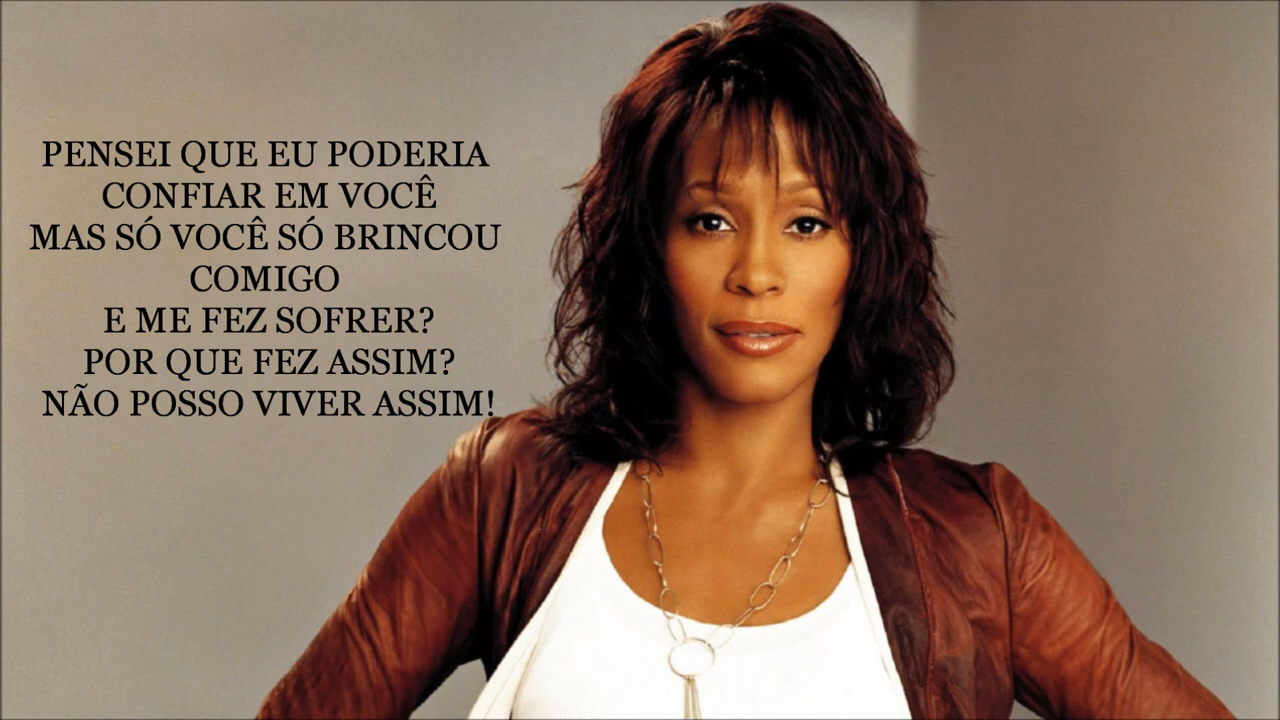 PENSEI QUE EU PODERIA
CONFIAR EM VOCÊ
MAS SÓ VOCÊ SÓ BRINCOU
COMIGO
E ME FEZ SOFRER?
POR QUE FEZ ASSIM?
NÃO POSSO VIVER ASSIM!